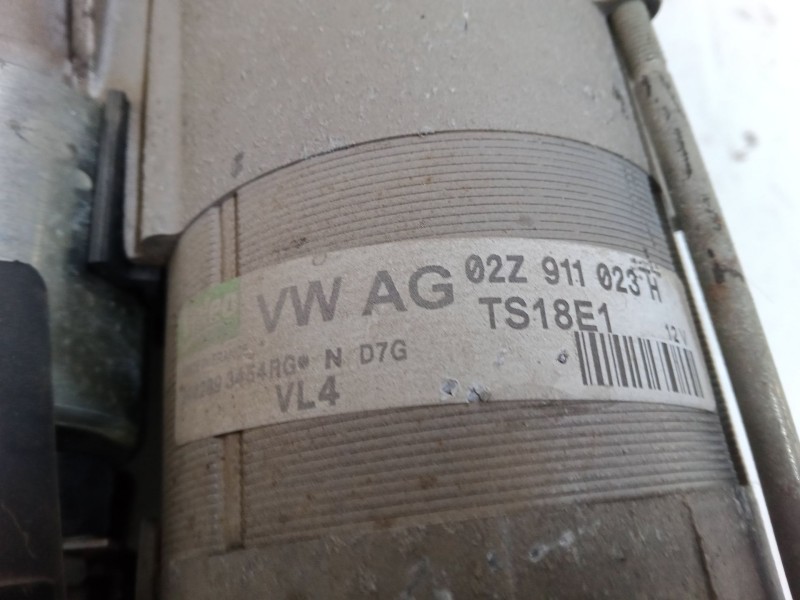 VW AG 02Z 911 023 H
TS18E1
12V
N D7G
VL4